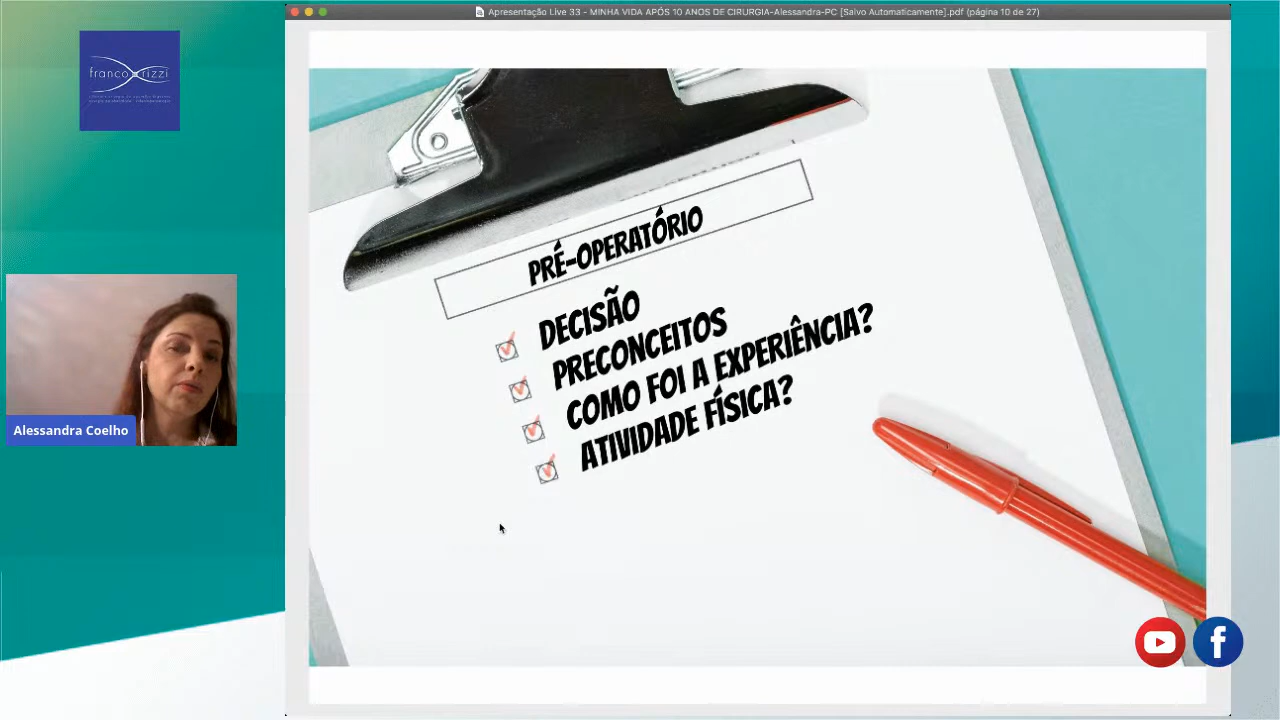 Apresentação Live 33 - MINHA VIDA APÓS 10 ANOS DE CIRURGIA-Alessandra-PC [Salvo Automaticamente].pdf (página 10 de 27)
franco rizzi
PRÉ-OPERATÓRIO
DECISÃO
PRECONCEITOS
COMO FOI A EXPERIÊNCIA?
ATIVIDADE FÍSICA?
Alessandra Coelho